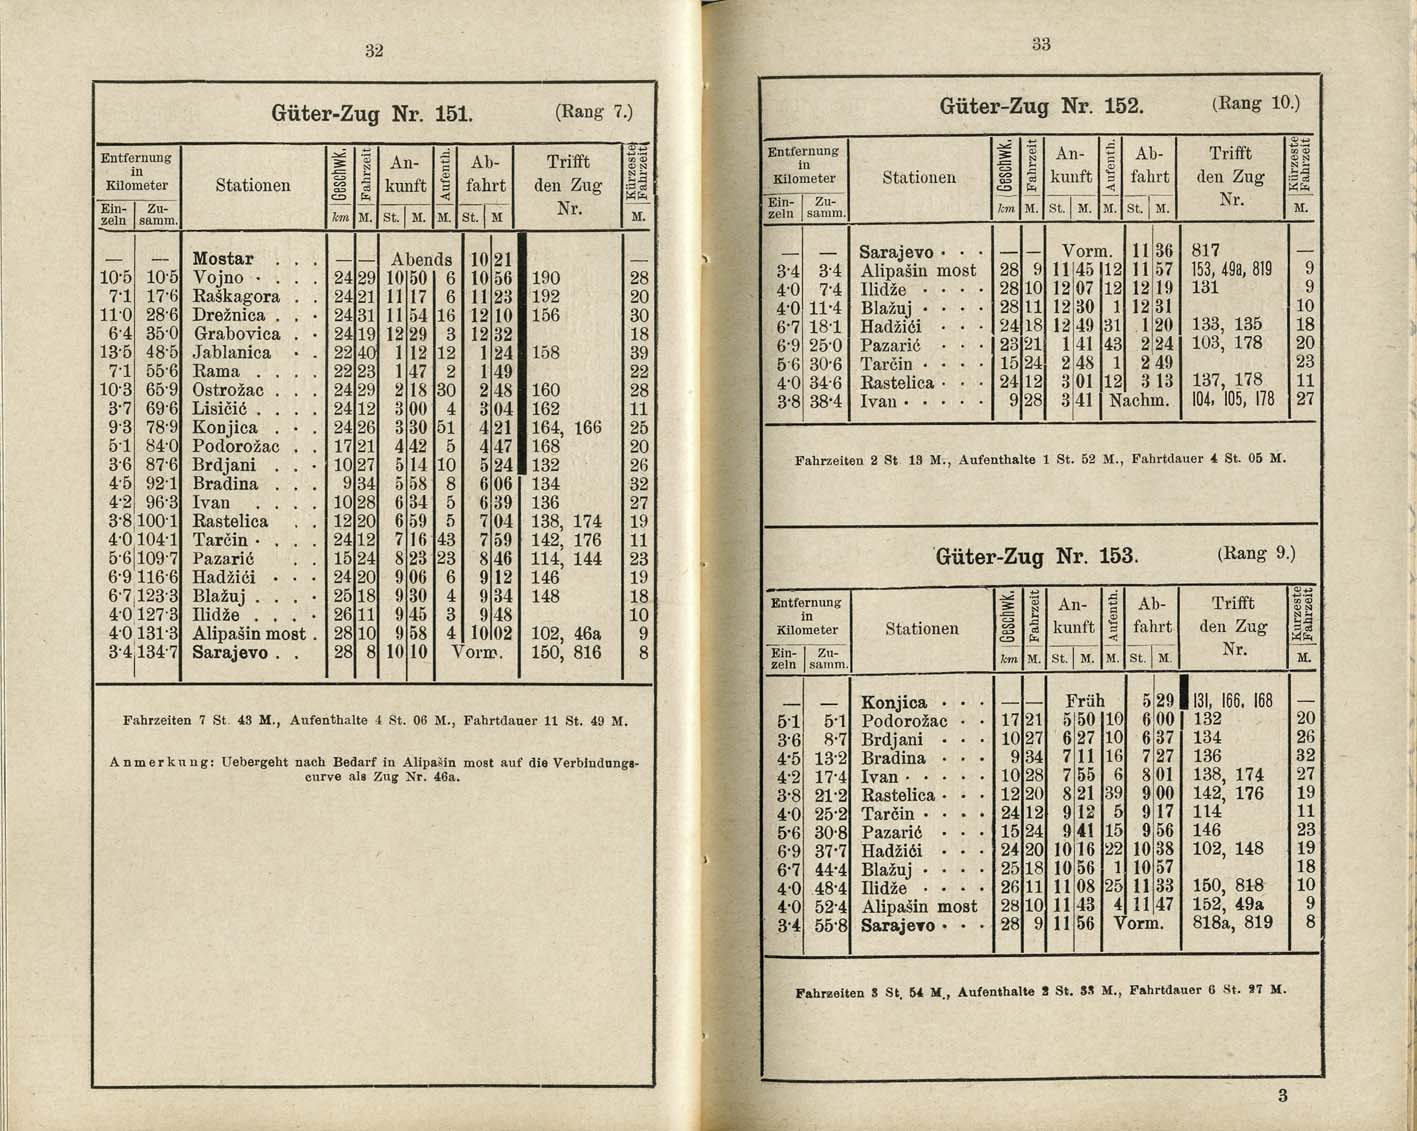 32
Güter-Zug Nr. 151. (Rang 7.)
Entfernung in Kilometer | Stationen | Geschwk. | Fahrzeit | An-kunft | Aufenth. | Ab-fahrt | Trifft den Zug Nr. | Kürzeste Fahrzeit
Ein-zeln | Zu-samm. | km | M. | St. | M. | M. | St. | M | M.
— — Mostar . . . — — Abends 10 21 —
10·5 10·5 Vojno · . . . 24 29 10 50 6 10 56 190 28
7·1 17·6 Raškagora . . 24 21 11 17 6 11 23 192 20
11·0 28·6 Drežnica . . · 24 31 11 54 16 12 10 156 30
6·4 35·0 Grabovica . · 24 19 12 29 3 12 32 18
13·5 48·5 Jablanica · . 22 40 1 12 12 1 24 158 39
7·1 55·6 Rama . . . . 22 23 1 47 2 1 49 22
10·3 65·9 Ostrožac . . . 24 29 2 18 30 2 48 160 28
3·7 69·6 Lisičić . . . . 24 12 3 00 4 3 04 162 11
9·3 78·9 Konjica . · . 24 26 3 30 51 4 21 164, 166 25
5·1 84·0 Podorožac . . 17 21 4 42 5 4 47 168 20
3·6 87·6 Brdjani . . · 10 27 5 14 10 5 24 132 26
4·5 92·1 Bradina . . . 9 34 5 58 8 6 06 134 32
4·2 96·3 Ivan . . . . 10 28 6 34 5 6 39 136 27
3·8 100·1 Rastelica . . 12 20 6 59 5 7 04 138, 174 19
4·0 104·1 Tarčin · . . . 24 12 7 16 43 7 59 142, 176 11
5·6 109·7 Pazarić . . 15 24 8 23 23 8 46 114, 144 23
6·9 116·6 Hadžići · · · 24 20 9 06 6 9 12 146 19
6·7 123·3 Blažuj . . . · 25 18 9 30 4 9 34 148 18
4·0 127·3 Ilidže . . . · 26 11 9 45 3 9 48 10
4·0 131·3 Alipašin most . 28 10 9 58 4 10 02 102, 46a 9
3·4 134·7 Sarajevo . . 28 8 10 10 Vorm. 150, 816 8
Fahrzeiten 7 St. 43 M., Aufenthalte 4 St. 06 M., Fahrtdauer 11 St. 49 M.
Anmerkung: Uebergeht nach Bedarf in Alipašin most auf die Verbindungs-
curve als Zug Nr. 46a.
33
Güter-Zug Nr. 152. (Rang 10.)
Entfernung in Kilometer | Stationen | Geschwk. | Fahrzeit | An-kunft | Aufenth. | Ab-fahrt | Trifft den Zug Nr. | Kürzeste Fahrzeit
Ein-zeln | Zu-samm. | km | M. | St. | M. | M. | St. | M. | M.
— — Sarajevo · · · — — Vorm. 11 36 817 —
3·4 3·4 Alipašin most 28 9 11 45 12 11 57 153, 49a, 819 9
4·0 7·4 Ilidže · · · · 28 10 12 07 12 12 19 131 9
4·0 11·4 Blažuj · · · · 28 11 12 30 1 12 31 10
6·7 18·1 Hadžići · · · 24 18 12 49 31 1 20 133, 135 18
6·9 25·0 Pazarić · · · 23 21 1 41 43 2 24 103, 178 20
5·6 30·6 Tarčin · · · · 15 24 2 48 1 2 49 23
4·0 34·6 Rastelica · · · 24 12 3 01 12 3 13 137, 178 11
3·8 38·4 Ivan · · · · · 9 28 3 41 Nachm. 104, 105, 178 27
Fahrzeiten 2 St 13 M., Aufenthalte 1 St. 52 M., Fahrtdauer 4 St. 05 M.
Güter-Zug Nr. 153. (Rang 9.)
Entfernung in Kilometer | Stationen | Geschwk. | Fahrzeit | An-kunft | Aufenth. | Ab-fahrt | Trifft den Zug Nr. | Kurzeste Fahrzeit
Ein-zeln | Zu-samm. | km | M. | St. | M. | M. | St. | M. | M.
— — Konjica · · · — — Früh 5 29 131, 166, 168 —
5·1 5·1 Podorožac · · 17 21 5 50 10 6 00 132 20
3·6 8·7 Brdjani · · · 10 27 6 27 10 6 37 134 26
4·5 13·2 Bradina · · · 9 34 7 11 16 7 27 136 32
4·2 17·4 Ivan · · · · · 10 28 7 55 6 8 01 138, 174 27
3·8 21·2 Rastelica · · · 12 20 8 21 39 9 00 142, 176 19
4·0 25·2 Tarčin · · · · 24 12 9 12 5 9 17 114 11
5·6 30·8 Pazarić · · · 15 24 9 41 15 9 56 146 23
6·9 37·7 Hadžići · · · 24 20 10 16 22 10 38 102, 148 19
6·7 44·4 Blažuj · · · · 25 18 10 56 1 10 57 18
4·0 48·4 Ilidže · · · · 26 11 11 08 25 11 33 150, 818 10
4·0 52·4 Alipašin most 28 10 11 43 4 11 47 152, 49a 9
3·4 55·8 Sarajevo · · · 28 9 11 56 Vorm. 818a, 819 8
Fahrzeiten 3 St. 54 M., Aufenthalte 2 St. 33 M., Fahrtdauer 6 St. 27 M.
3